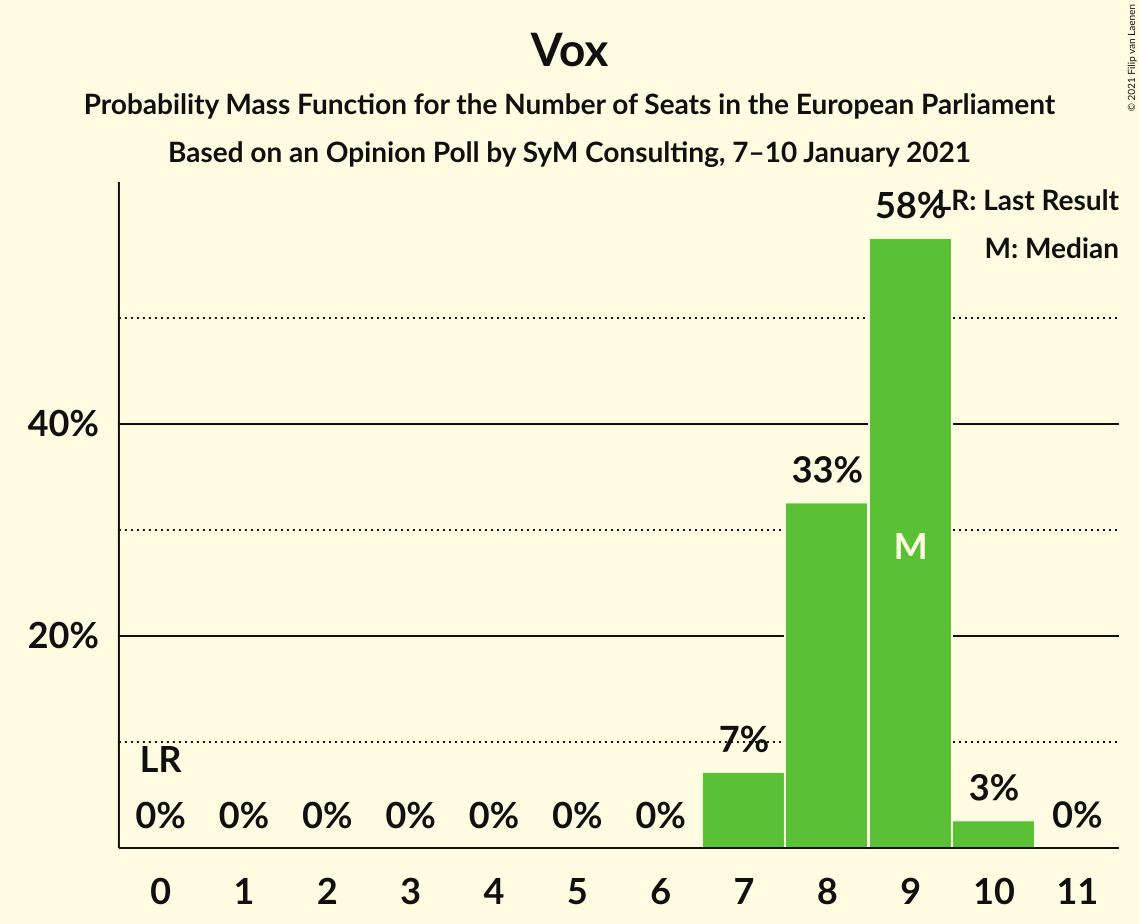 Vox
Probability Mass Function for the Number of Seats in the European Parliament
Based on an Opinion Poll by SyM Consulting, 7–10 January 2021
© 2021 Filip van Laenen
LR: Last Result
M: Median
58%
40%
33%
M
20%
7%
LR
3%
0% 0% 0% 0% 0% 0% 0% 0%
0 1 2 3 4 5 6 7 8 9 10 11